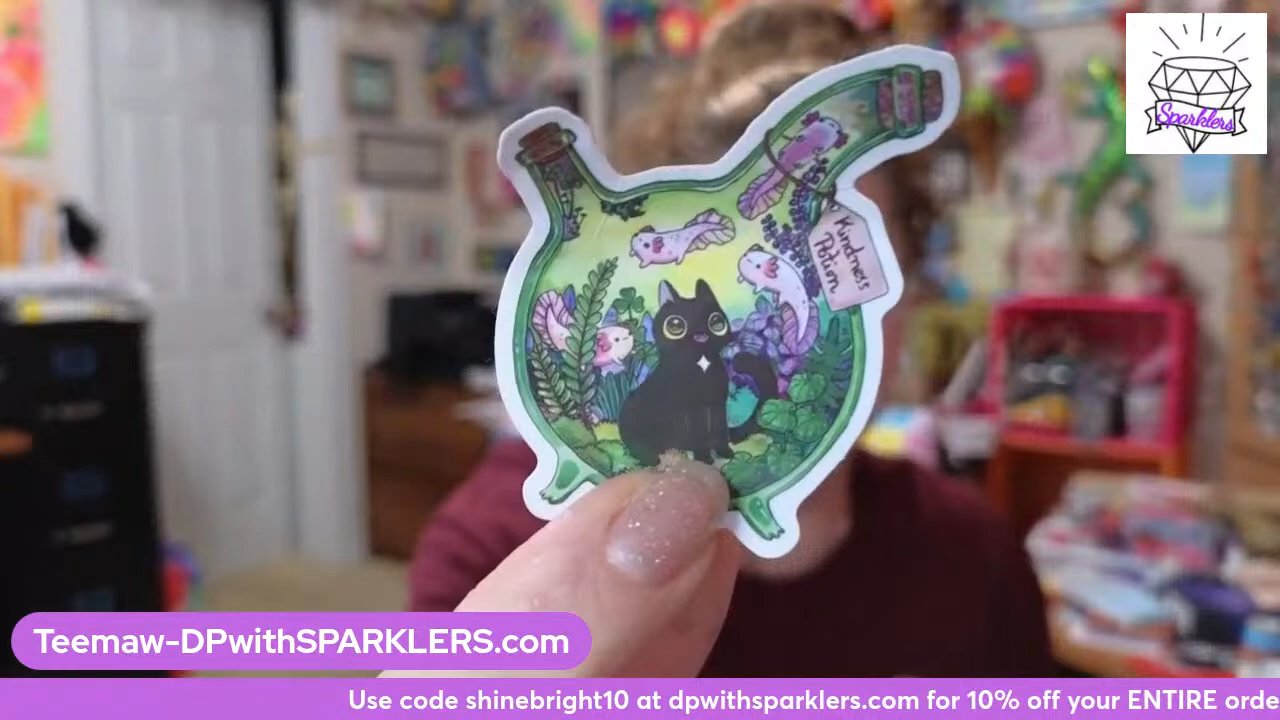 Sparklers
Kindness
Potion
Teemaw-DPwithSPARKLERS.com
Use code shinebright10 at dpwithsparklers.com for 10% off your ENTIRE orde